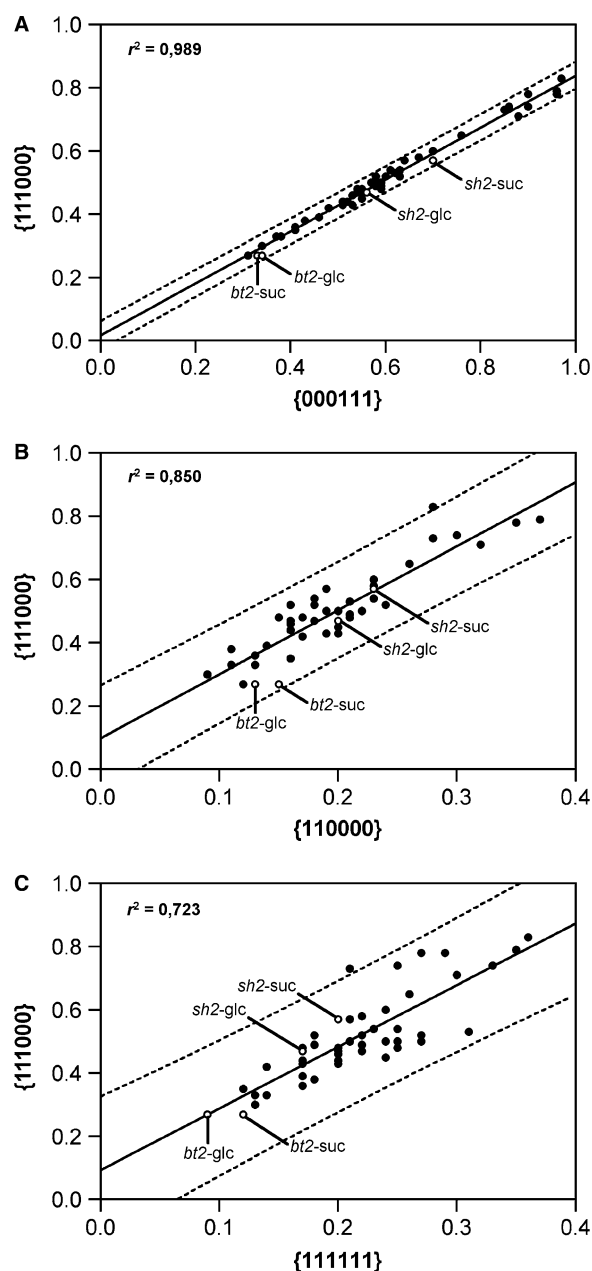 A
r² = 0,989
{111000}
1.0
0.8
0.6
0.4
0.2
0.0
sh2-suc
sh2-glc
bt2-glc
bt2-suc
0.0 0.2 0.4 0.6 0.8 1.0
{000111}
B
r² = 0,850
{111000}
1.0
0.8
0.6
0.4
0.2
0.0
sh2-suc
sh2-glc
bt2-suc
bt2-glc
0.0 0.1 0.2 0.3 0.4
{110000}
C
r² = 0,723
{111000}
1.0
0.8
0.6
0.4
0.2
0.0
sh2-suc
sh2-glc
bt2-glc
bt2-suc
0.0 0.1 0.2 0.3 0.4
{111111}